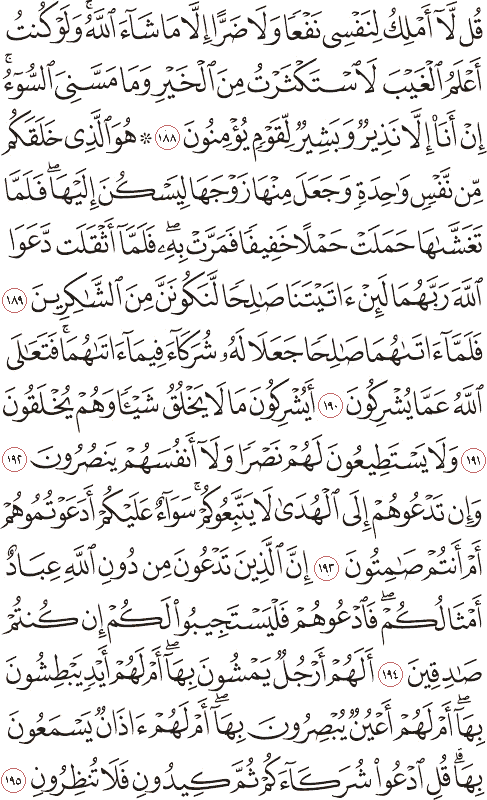 قُل لَّآ أَمْلِكُ لِنَفْسِى نَفْعًا وَلَا ضَرًّا إِلَّا مَا شَآءَ ٱللَّهُ ۚ وَلَوْ كُنتُ
أَعْلَمُ ٱلْغَيْبَ لَٱسْتَكْثَرْتُ مِنَ ٱلْخَيْرِ وَمَا مَسَّنِىَ ٱلسُّوٓءُ ۚ
إِنْ أَنَا۠ إِلَّا نَذِيرٌ وَبَشِيرٌ لِّقَوْمٍ يُؤْمِنُونَ ١٨٨ * هُوَ ٱلَّذِى خَلَقَكُم
مِّن نَّفْسٍ وَٰحِدَةٍ وَجَعَلَ مِنْهَا زَوْجَهَا لِيَسْكُنَ إِلَيْهَا ۖ فَلَمَّا
تَغَشَّىٰهَا حَمَلَتْ حَمْلًا خَفِيفًا فَمَرَّتْ بِهِۦ ۖ فَلَمَّآ أَثْقَلَت دَّعَوَا
ٱللَّهَ رَبَّهُمَا لَئِنْ ءَاتَيْتَنَا صَٰلِحًا لَّنَكُونَنَّ مِنَ ٱلشَّٰكِرِينَ ١٨٩
فَلَمَّآ ءَاتَىٰهُمَا صَٰلِحًا جَعَلَا لَهُۥ شُرَكَآءَ فِيمَآ ءَاتَىٰهُمَا ۚ فَتَعَٰلَى
ٱللَّهُ عَمَّا يُشْرِكُونَ ١٩٠ أَيُشْرِكُونَ مَا لَا يَخْلُقُ شَيْـًٔا وَهُمْ يُخْلَقُونَ
١٩١ وَلَا يَسْتَطِيعُونَ لَهُمْ نَصْرًا وَلَآ أَنفُسَهُمْ يَنصُرُونَ ١٩٢
وَإِن تَدْعُوهُمْ إِلَى ٱلْهُدَىٰ لَا يَتَّبِعُوكُمْ ۚ سَوَآءٌ عَلَيْكُمْ أَدَعَوْتُمُوهُمْ
أَمْ أَنتُمْ صَٰمِتُونَ ١٩٣ إِنَّ ٱلَّذِينَ تَدْعُونَ مِن دُونِ ٱللَّهِ عِبَادٌ
أَمْثَالُكُمْ ۖ فَٱدْعُوهُمْ فَلْيَسْتَجِيبُوا۟ لَكُمْ إِن كُنتُمْ
صَٰدِقِينَ ١٩٤ أَلَهُمْ أَرْجُلٌ يَمْشُونَ بِهَآ ۖ أَمْ لَهُمْ أَيْدٍ يَبْطِشُونَ
بِهَآ ۖ أَمْ لَهُمْ أَعْيُنٌ يُبْصِرُونَ بِهَآ ۖ أَمْ لَهُمْ ءَاذَانٌ يَسْمَعُونَ
بِهَا ۗ قُلِ ٱدْعُوا۟ شُرَكَآءَكُمْ ثُمَّ كِيدُونِ فَلَا تُنظِرُونِ ١٩٥